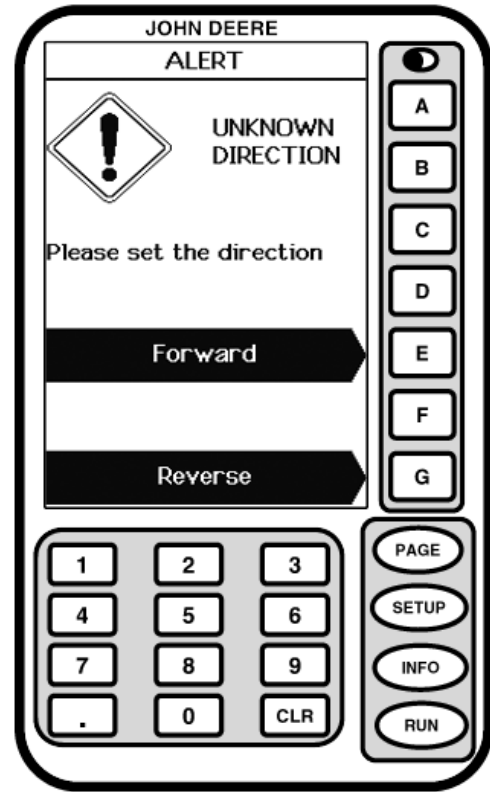 JOHN DEERE
ALERT
UNKNOWN
DIRECTION
Please set the direction
Forward
Reverse
A
B
C
D
E
F
G
1 2 3
4 5 6
7 8 9
. 0 CLR
PAGE
SETUP
INFO
RUN